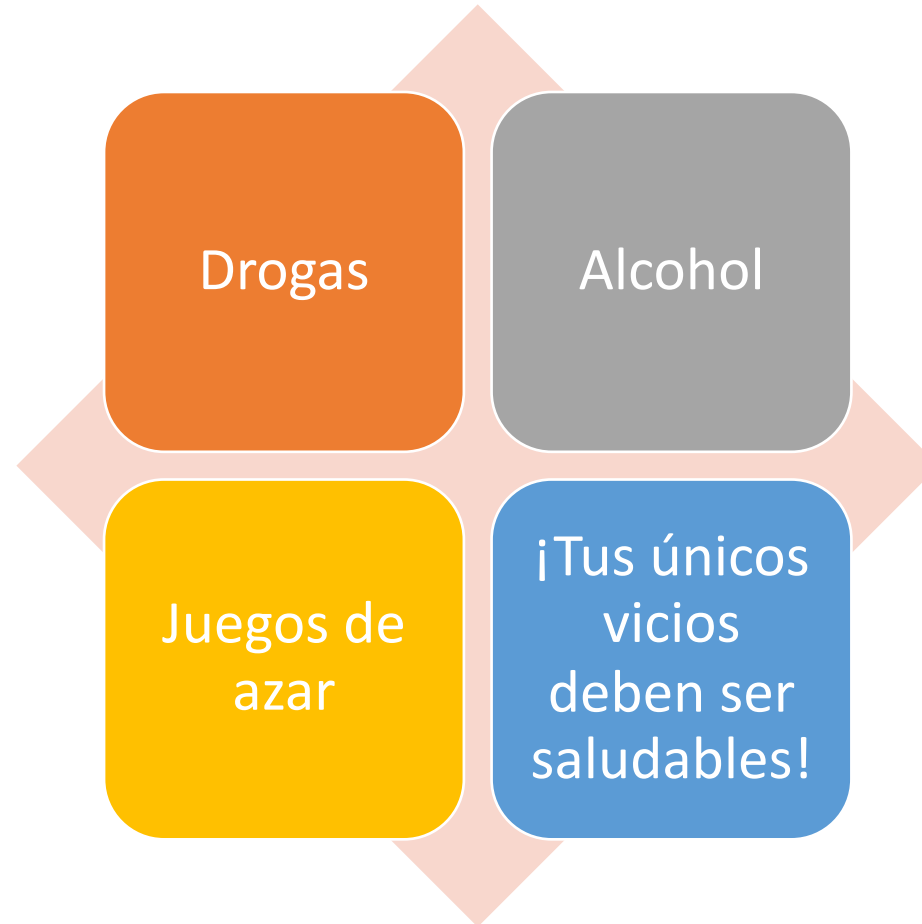 Drogas
Alcohol
Juegos de
azar
¡Tus únicos
vicios
deben ser
saludables!